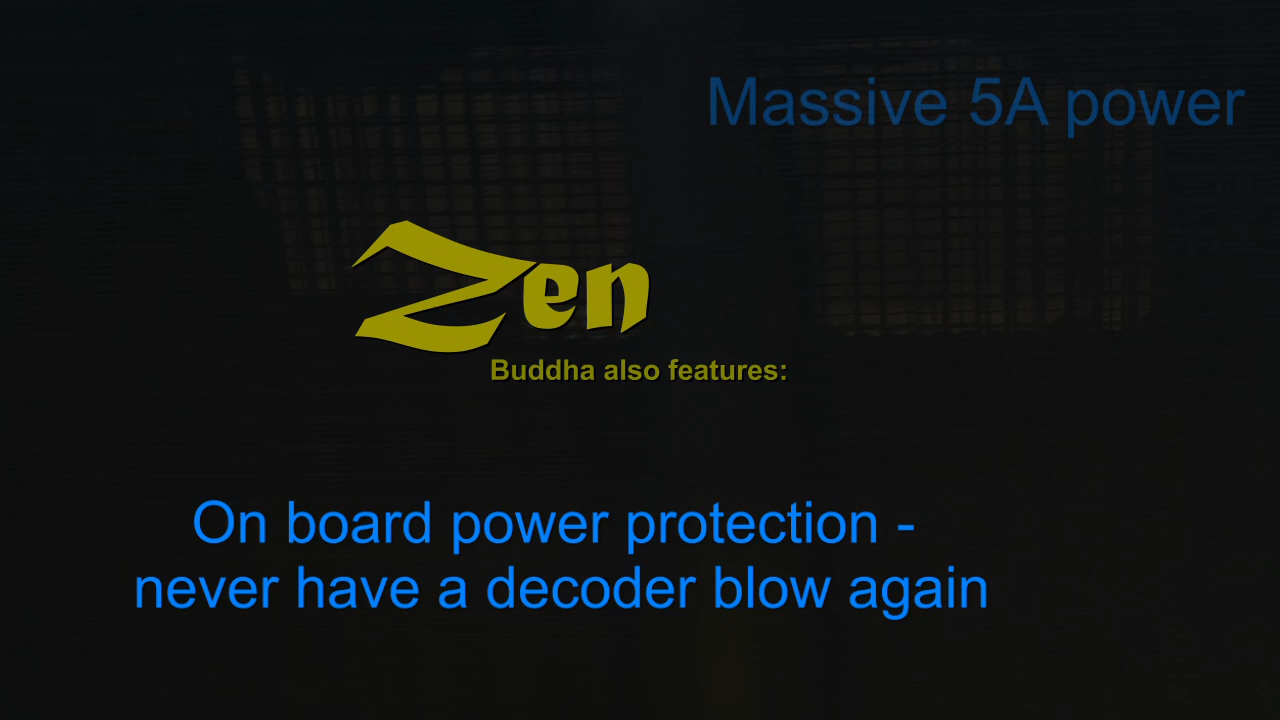 Massive 5A power
Zen
Buddha also features:
On board power protection -
never have a decoder blow again